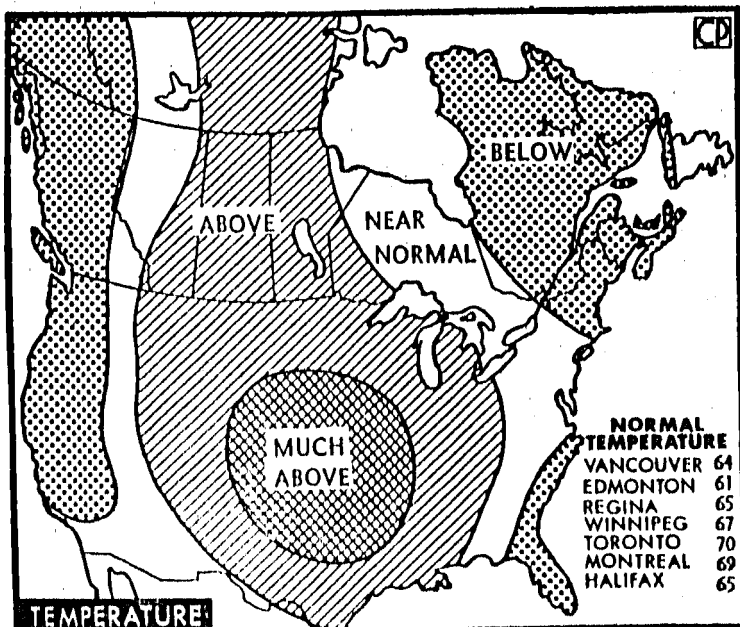 CP
BELOW
ABOVE
NEAR
NORMAL
MUCH
ABOVE
NORMAL
TEMPERATURE
VANCOUVER 64
EDMONTON 61
REGINA 65
WINNIPEG 67
TORONTO 70
MONTREAL 69
HALIFAX 65
TEMPERATURE